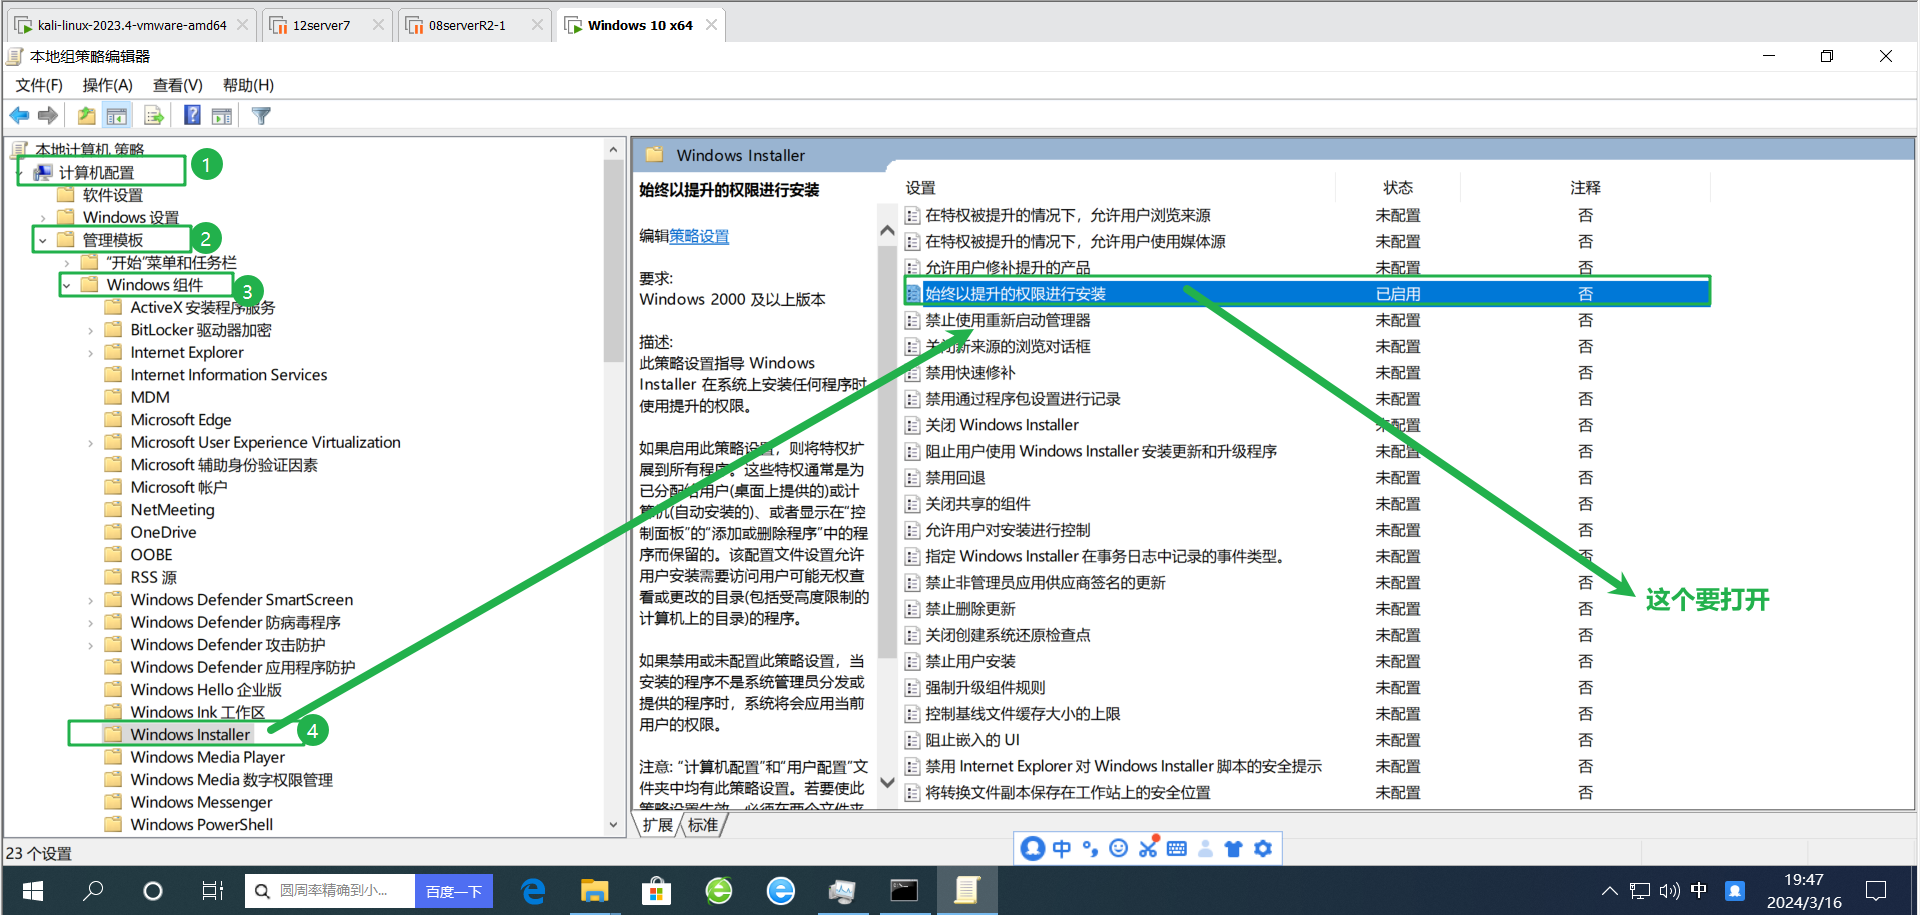 kali-linux-2023.4-vmware-amd64
12server7
08serverR2-1
Windows 10 x64
本地组策略编辑器
文件(F) 操作(A) 查看(V) 帮助(H)
本地计算机 策略
计算机配置
1
软件设置
Windows 设置
管理模板
2
"开始"菜单和任务栏
Windows 组件
3
ActiveX 安装程序服务
BitLocker 驱动器加密
Internet Explorer
Internet Information Services
MDM
Microsoft Edge
Microsoft User Experience Virtualization
Microsoft 辅助身份验证因素
Microsoft 帐户
NetMeeting
OneDrive
OOBE
RSS 源
Windows Defender SmartScreen
Windows Defender 防病毒程序
Windows Defender 攻击防护
Windows Defender 应用程序防护
Windows Hello 企业版
Windows Ink 工作区
Windows Installer
4
Windows Media Player
Windows Media 数字权限管理
Windows Messenger
Windows PowerShell
Windows Installer
始终以提升的权限进行安装
编辑策略设置
要求:
Windows 2000 及以上版本
描述:
此策略设置指导 Windows
Installer 在系统上安装任何程序时
使用提升的权限。
如果启用此策略设置，则将特权扩
展到所有程序。这些特权通常是为
已分配给用户(桌面上提供的)或计
算机(自动安装的)、或者显示在"控
制面板"的"添加或删除程序"中的程
序而保留的。该配置文件设置允许
用户安装需要访问用户可能无权查
看或更改的目录(包括受高度限制的
计算机上的目录)的程序。
如果禁用或未配置此策略设置，当
安装的程序不是系统管理员分发或
提供的程序时，系统将会应用当前
用户的权限。
注意: "计算机配置"和"用户配置"文
件夹中均有此策略设置。若要使此
策略设置生效，必须在两个文件夹
设置 状态 注释
在特权被提升的情况下，允许用户浏览来源 未配置 否
在特权被提升的情况下，允许用户使用媒体源 未配置 否
允许用户修补提升的产品 未配置 否
始终以提升的权限进行安装 已启用 否
禁止使用重新启动管理器 未配置 否
关闭新来源的浏览对话框 未配置 否
禁用快速修补 未配置 否
禁用通过程序包设置进行记录 未配置 否
关闭 Windows Installer 未配置 否
阻止用户使用 Windows Installer 安装更新和升级程序 未配置 否
禁用回退 未配置 否
关闭共享的组件 未配置 否
允许用户对安装进行控制 未配置 否
指定 Windows Installer 在事务日志中记录的事件类型。 未配置 否
禁止非管理员应用供应商签名的更新 未配置 否
禁止删除更新 未配置 否
关闭创建系统还原检查点 未配置 否
禁止用户安装 未配置 否
强制升级组件规则 未配置 否
控制基线文件缓存大小的上限 未配置 否
阻止嵌入的 UI 未配置 否
禁用 Internet Explorer 对 Windows Installer 脚本的安全提示 未配置 否
将转换文件副本保存在工作站上的安全位置 未配置 否
这个要打开
扩展 标准
23 个设置
中
圆周率精确到小...
百度一下
中
19:47
2024/3/16